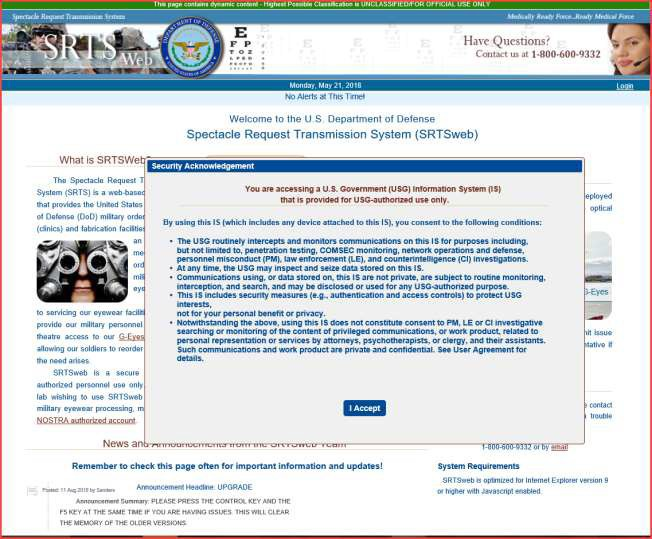 This page contains dynamic content - Highest Possible Classification is UNCLASSIFIED/FOR OFFICIAL USE ONLY
Spectacle Request Transmission System
Medically Ready Force...Ready Medical Force
SRTS Web
DEPARTMENT OF DEFENSE
UNITED STATES OF AMERICA
E
F P
T O Z
L P E D
Have Questions?
Contact us at 1-800-600-9332
Monday, May 21, 2018
Login
No Alerts at This Time!
Welcome to the U.S. Department of Defense
Spectacle Request Transmission System (SRTSweb)
What is SRTSWeb?
The Spectacle Request T
System (SRTS) is a web-based
that provides the United States
of Defense (DoD) military order
(clinics) and fabrication facilities
an
me
ord
mili
eye
to servicing our eyewear facili
provide our military personnel
theatre access to our G-Eyes
allowing our soldiers to reorder
the need arises.
SRTSweb is a secure
authorized personnel use only.
lab wishing to use SRTSweb
military eyewear processing, m
NOSTRA authorized account.
Security Acknowledgement
You are accessing a U.S. Government (USG) Information System (IS)
that is provided for USG-authorized use only.
By using this IS (which includes any device attached to this IS), you consent to the following conditions:
• The USG routinely intercepts and monitors communications on this IS for purposes including,
but not limited to, penetration testing, COMSEC monitoring, network operations and defense,
personnel misconduct (PM), law enforcement (LE), and counterintelligence (CI) investigations.
• At any time, the USG may inspect and seize data stored on this IS.
• Communications using, or data stored on, this IS are not private, are subject to routine monitoring,
interception, and search, and may be disclosed or used for any USG-authorized purpose.
• This IS includes security measures (e.g., authentication and access controls) to protect USG
interests,
not for your personal benefit or privacy.
• Notwithstanding the above, using this IS does not constitute consent to PM, LE or CI investigative
searching or monitoring of the content of privileged communications, or work product, related to
personal representation or services by attorneys, psychotherapists, or clergy, and their assistants.
Such communications and work product are private and confidential. See User Agreement for
details.
I Accept
eployed
optical
G-Eyes
nit issue
ntative if
e contact
trouble
1-800-600-9332 or by email
News and Announcements from the SRTSweb Team
Remember to check this page often for important information and updates!
Posted: 11 Aug 2016 by Sanders
Announcement Headline: UPGRADE
Announcement Summary: PLEASE PRESS THE CONTROL KEY AND THE
F5 KEY AT THE SAME TIME IF YOU ARE HAVING ISSUES. THIS WILL CLEAR
THE MEMORY OF THE OLDER VERSIONS
System Requirements
SRTSweb is optimized for Internet Explorer version 9
or higher with Javascript enabled.